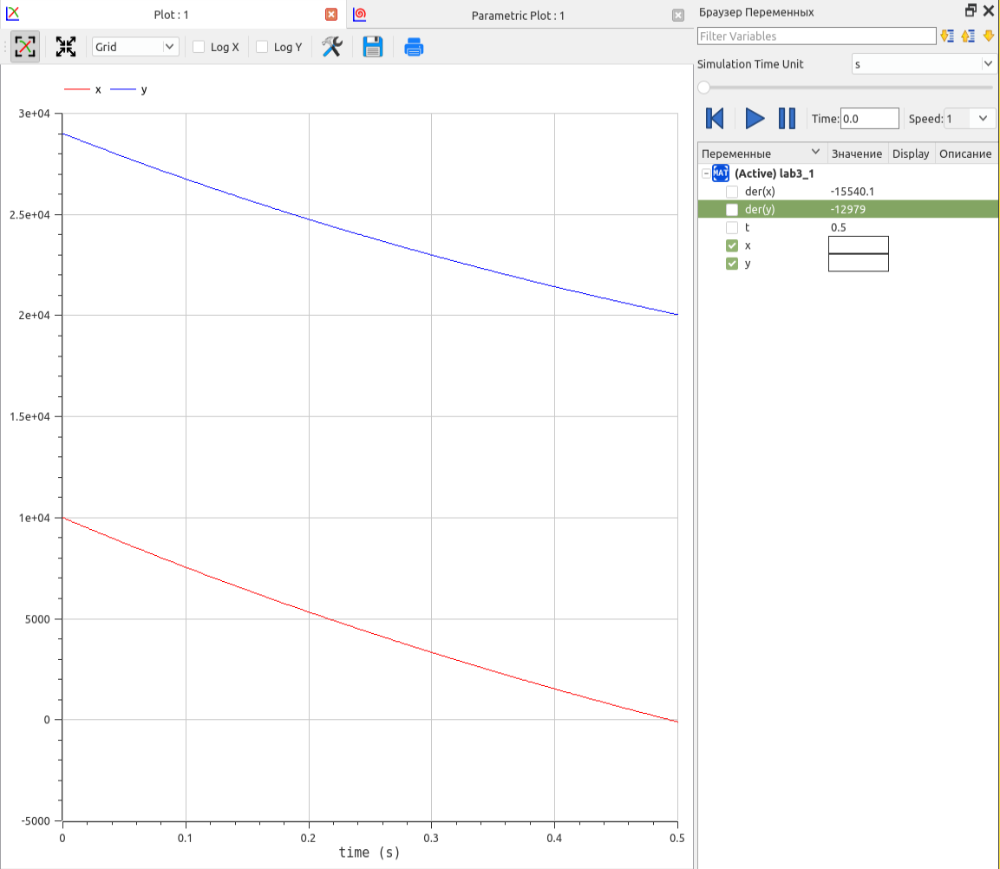 Plot : 1
Parametric Plot : 1
Grid
Log X
Log Y
x
y
3e+04
2.5e+04
2e+04
1.5e+04
1e+04
5000
0
-5000
0
0.1
0.2
0.3
0.4
0.5
time (s)
Браузер Переменных
Filter Variables
Simulation Time Unit
s
Time: 0.0
Speed: 1
Переменные
Значение
Display
Описание
MAT
(Active) lab3_1
der(x)
-15540.1
der(y)
-12979
t
0.5
x
y